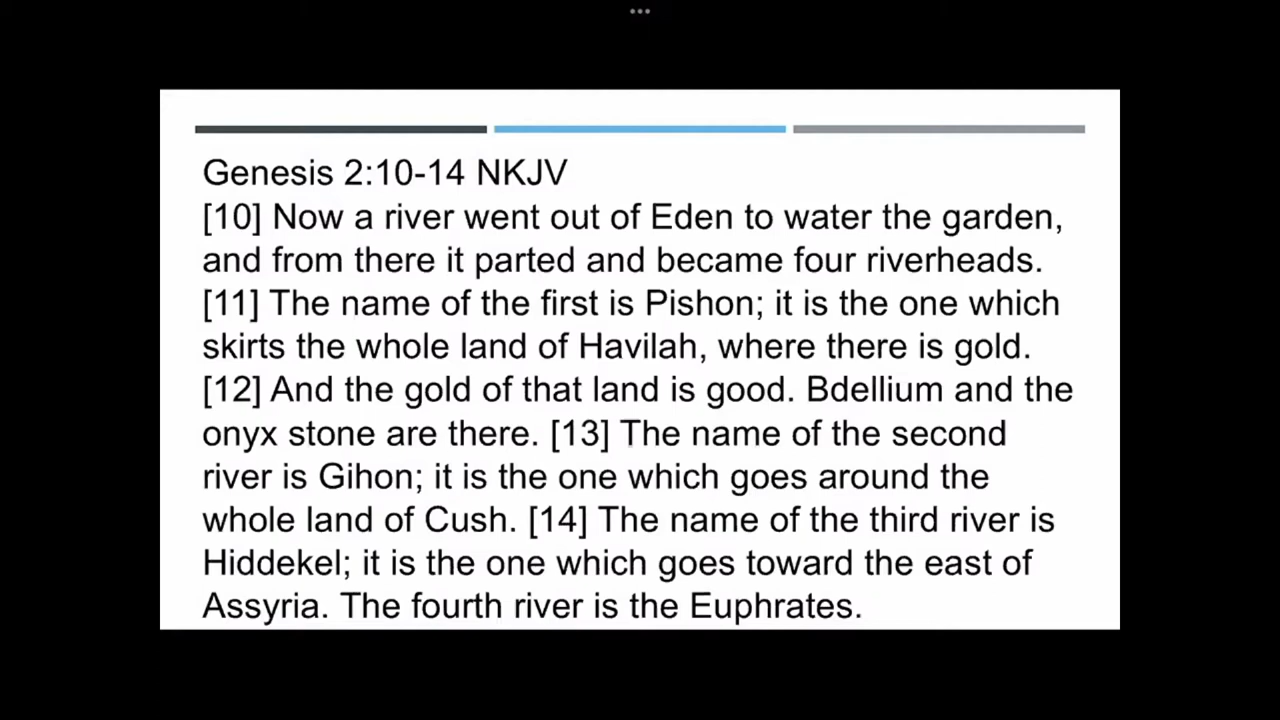 Genesis 2:10-14 NKJV
[10] Now a river went out of Eden to water the garden,
and from there it parted and became four riverheads.
[11] The name of the first is Pishon; it is the one which
skirts the whole land of Havilah, where there is gold.
[12] And the gold of that land is good. Bdellium and the
onyx stone are there. [13] The name of the second
river is Gihon; it is the one which goes around the
whole land of Cush. [14] The name of the third river is
Hiddekel; it is the one which goes toward the east of
Assyria. The fourth river is the Euphrates.